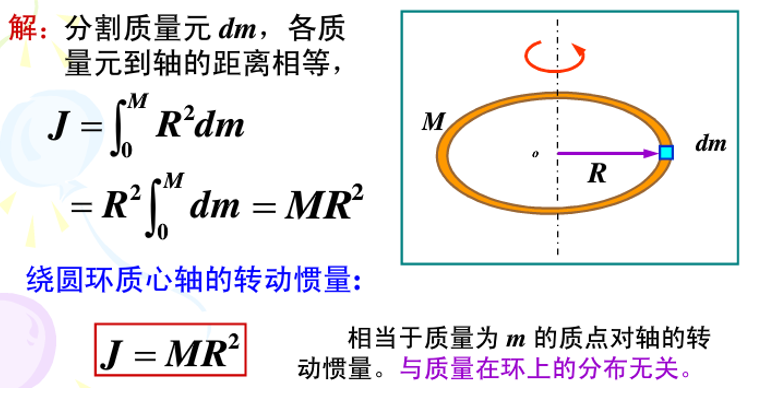 解：分割质量元 dm，各质
量元到轴的距离相等，
J = ∫₀ᴹ R²dm
= R² ∫₀ᴹ dm = MR²
M
o
R
dm
绕圆环质心轴的转动惯量:
J = MR²
相当于质量为 m 的质点对轴的转
动惯量。与质量在环上的分布无关。